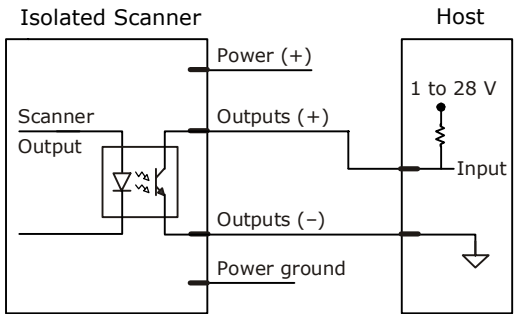 Isolated Scanner
Host
Power (+)
1 to 28 V
Scanner
Output
Outputs (+)
Input
Outputs (–)
Power ground